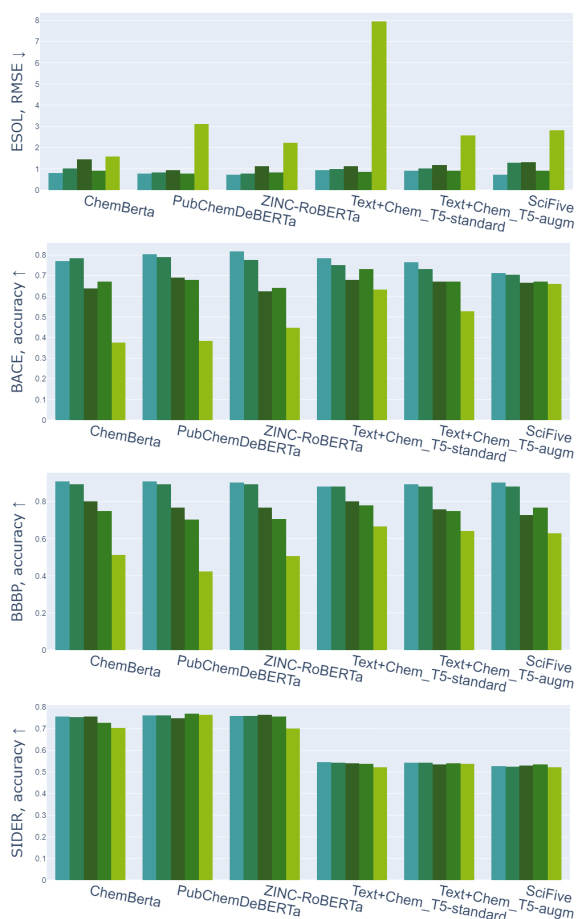 ESOL, RMSE ↓
8
7
6
5
4
3
2
1
0
ChemBerta
PubChemDeBERTa
ZINC-RoBERTa
Text+Chem_T5-standard
Text+Chem_T5-augm
SciFive
BACE, accuracy ↑
0.8
0.7
0.6
0.5
0.4
0.3
0.2
0.1
0
ChemBerta
PubChemDeBERTa
ZINC-RoBERTa
Text+Chem_T5-standard
Text+Chem_T5-augm
SciFive
BBBP, accuracy ↑
0.8
0.6
0.4
0.2
0
ChemBerta
PubChemDeBERTa
ZINC-RoBERTa
Text+Chem_T5-standard
Text+Chem_T5-augm
SciFive
SIDER, accuracy ↑
0.8
0.7
0.6
0.5
0.4
0.3
0.2
0.1
0
ChemBerta
PubChemDeBERTa
ZINC-RoBERTa
Text+Chem_T5-standard
Text+Chem_T5-augm
SciFive